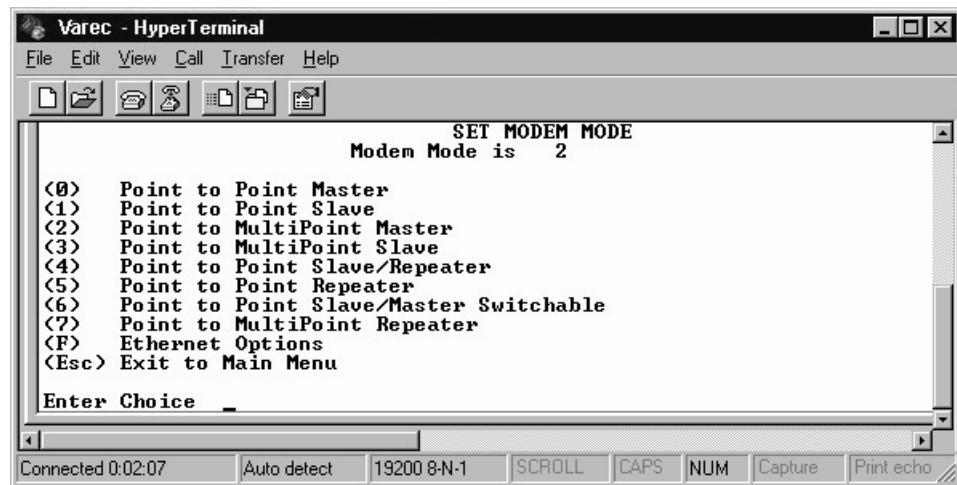 Varec - HyperTerminal
File Edit View Call Transfer Help
SET MODEM MODE
Modem Mode is 2
(0) Point to Point Master
(1) Point to Point Slave
(2) Point to MultiPoint Master
(3) Point to MultiPoint Slave
(4) Point to Point Slave/Repeater
(5) Point to Point Repeater
(6) Point to Point Slave/Master Switchable
(7) Point to MultiPoint Repeater
(F) Ethernet Options
(Esc) Exit to Main Menu
Enter Choice _
Connected 0:02:07 Auto detect 19200 8-N-1 SCROLL CAPS NUM Capture Print echo